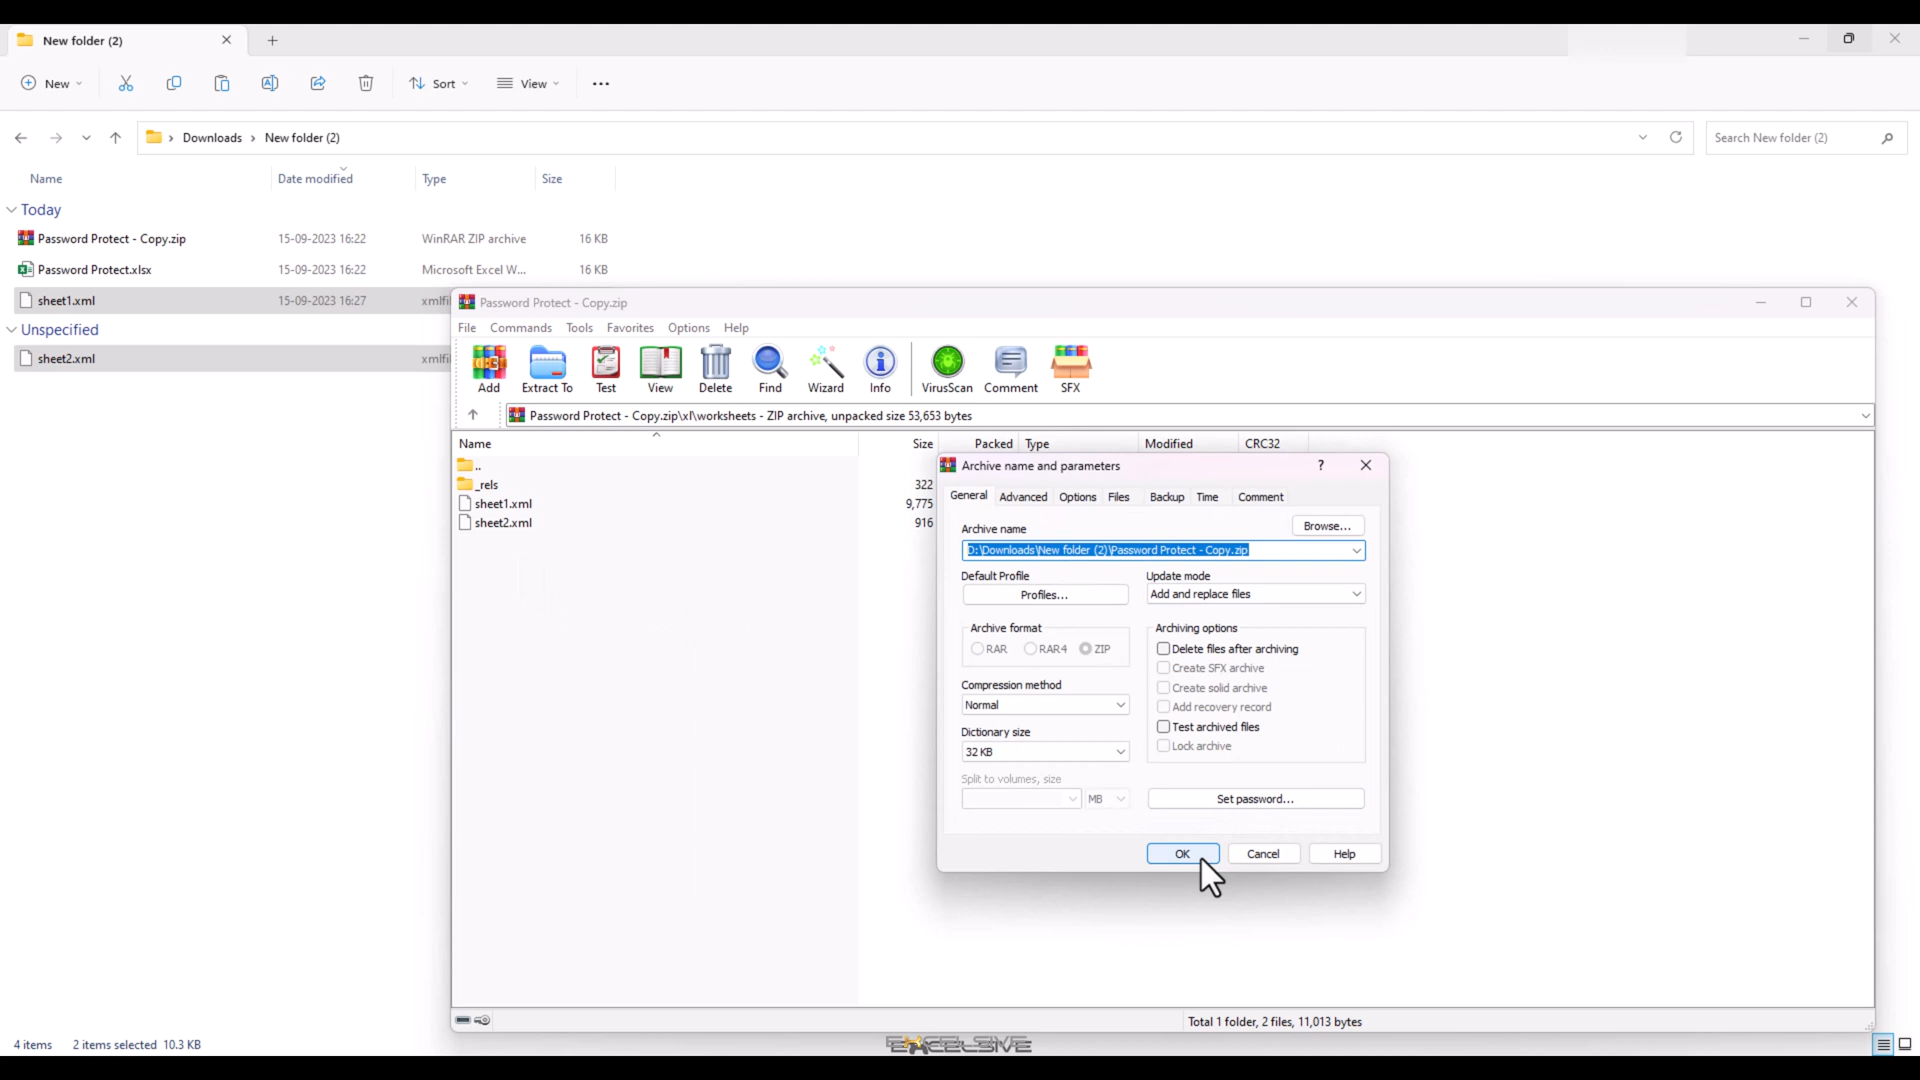 New folder (2)
New
Sort
View
Downloads > New folder (2)
Search New folder (2)
Name Date modified Type Size
Today
Password Protect - Copy.zip 15-09-2023 16:22 WinRAR ZIP archive 16 KB
Password Protect.xlsx 15-09-2023 16:22 Microsoft Excel W... 16 KB
sheet1.xml 15-09-2023 16:27 xmlfil
Unspecified
sheet2.xml xmlfil
Password Protect - Copy.zip
File Commands Tools Favorites Options Help
Add Extract To Test View Delete Find Wizard Info VirusScan Comment SFX
Password Protect - Copy.zip\xl\worksheets - ZIP archive, unpacked size 53,653 bytes
Name Size Packed Type Modified CRC32
..
_rels 322
sheet1.xml 9,775
sheet2.xml 916
Archive name and parameters ?
General Advanced Options Files Backup Time Comment
Archive name
Browse...
D:\Downloads\New folder (2)\Password Protect - Copy.zip
Default Profile
Profiles...
Update mode
Add and replace files
Archive format
RAR RAR4 ZIP
Compression method
Normal
Dictionary size
32 KB
Split to volumes, size
MB
Archiving options
Delete files after archiving
Create SFX archive
Create solid archive
Add recovery record
Test archived files
Lock archive
Set password...
OK Cancel Help
Total 1 folder, 2 files, 11,013 bytes
4 items 2 items selected 10.3 KB